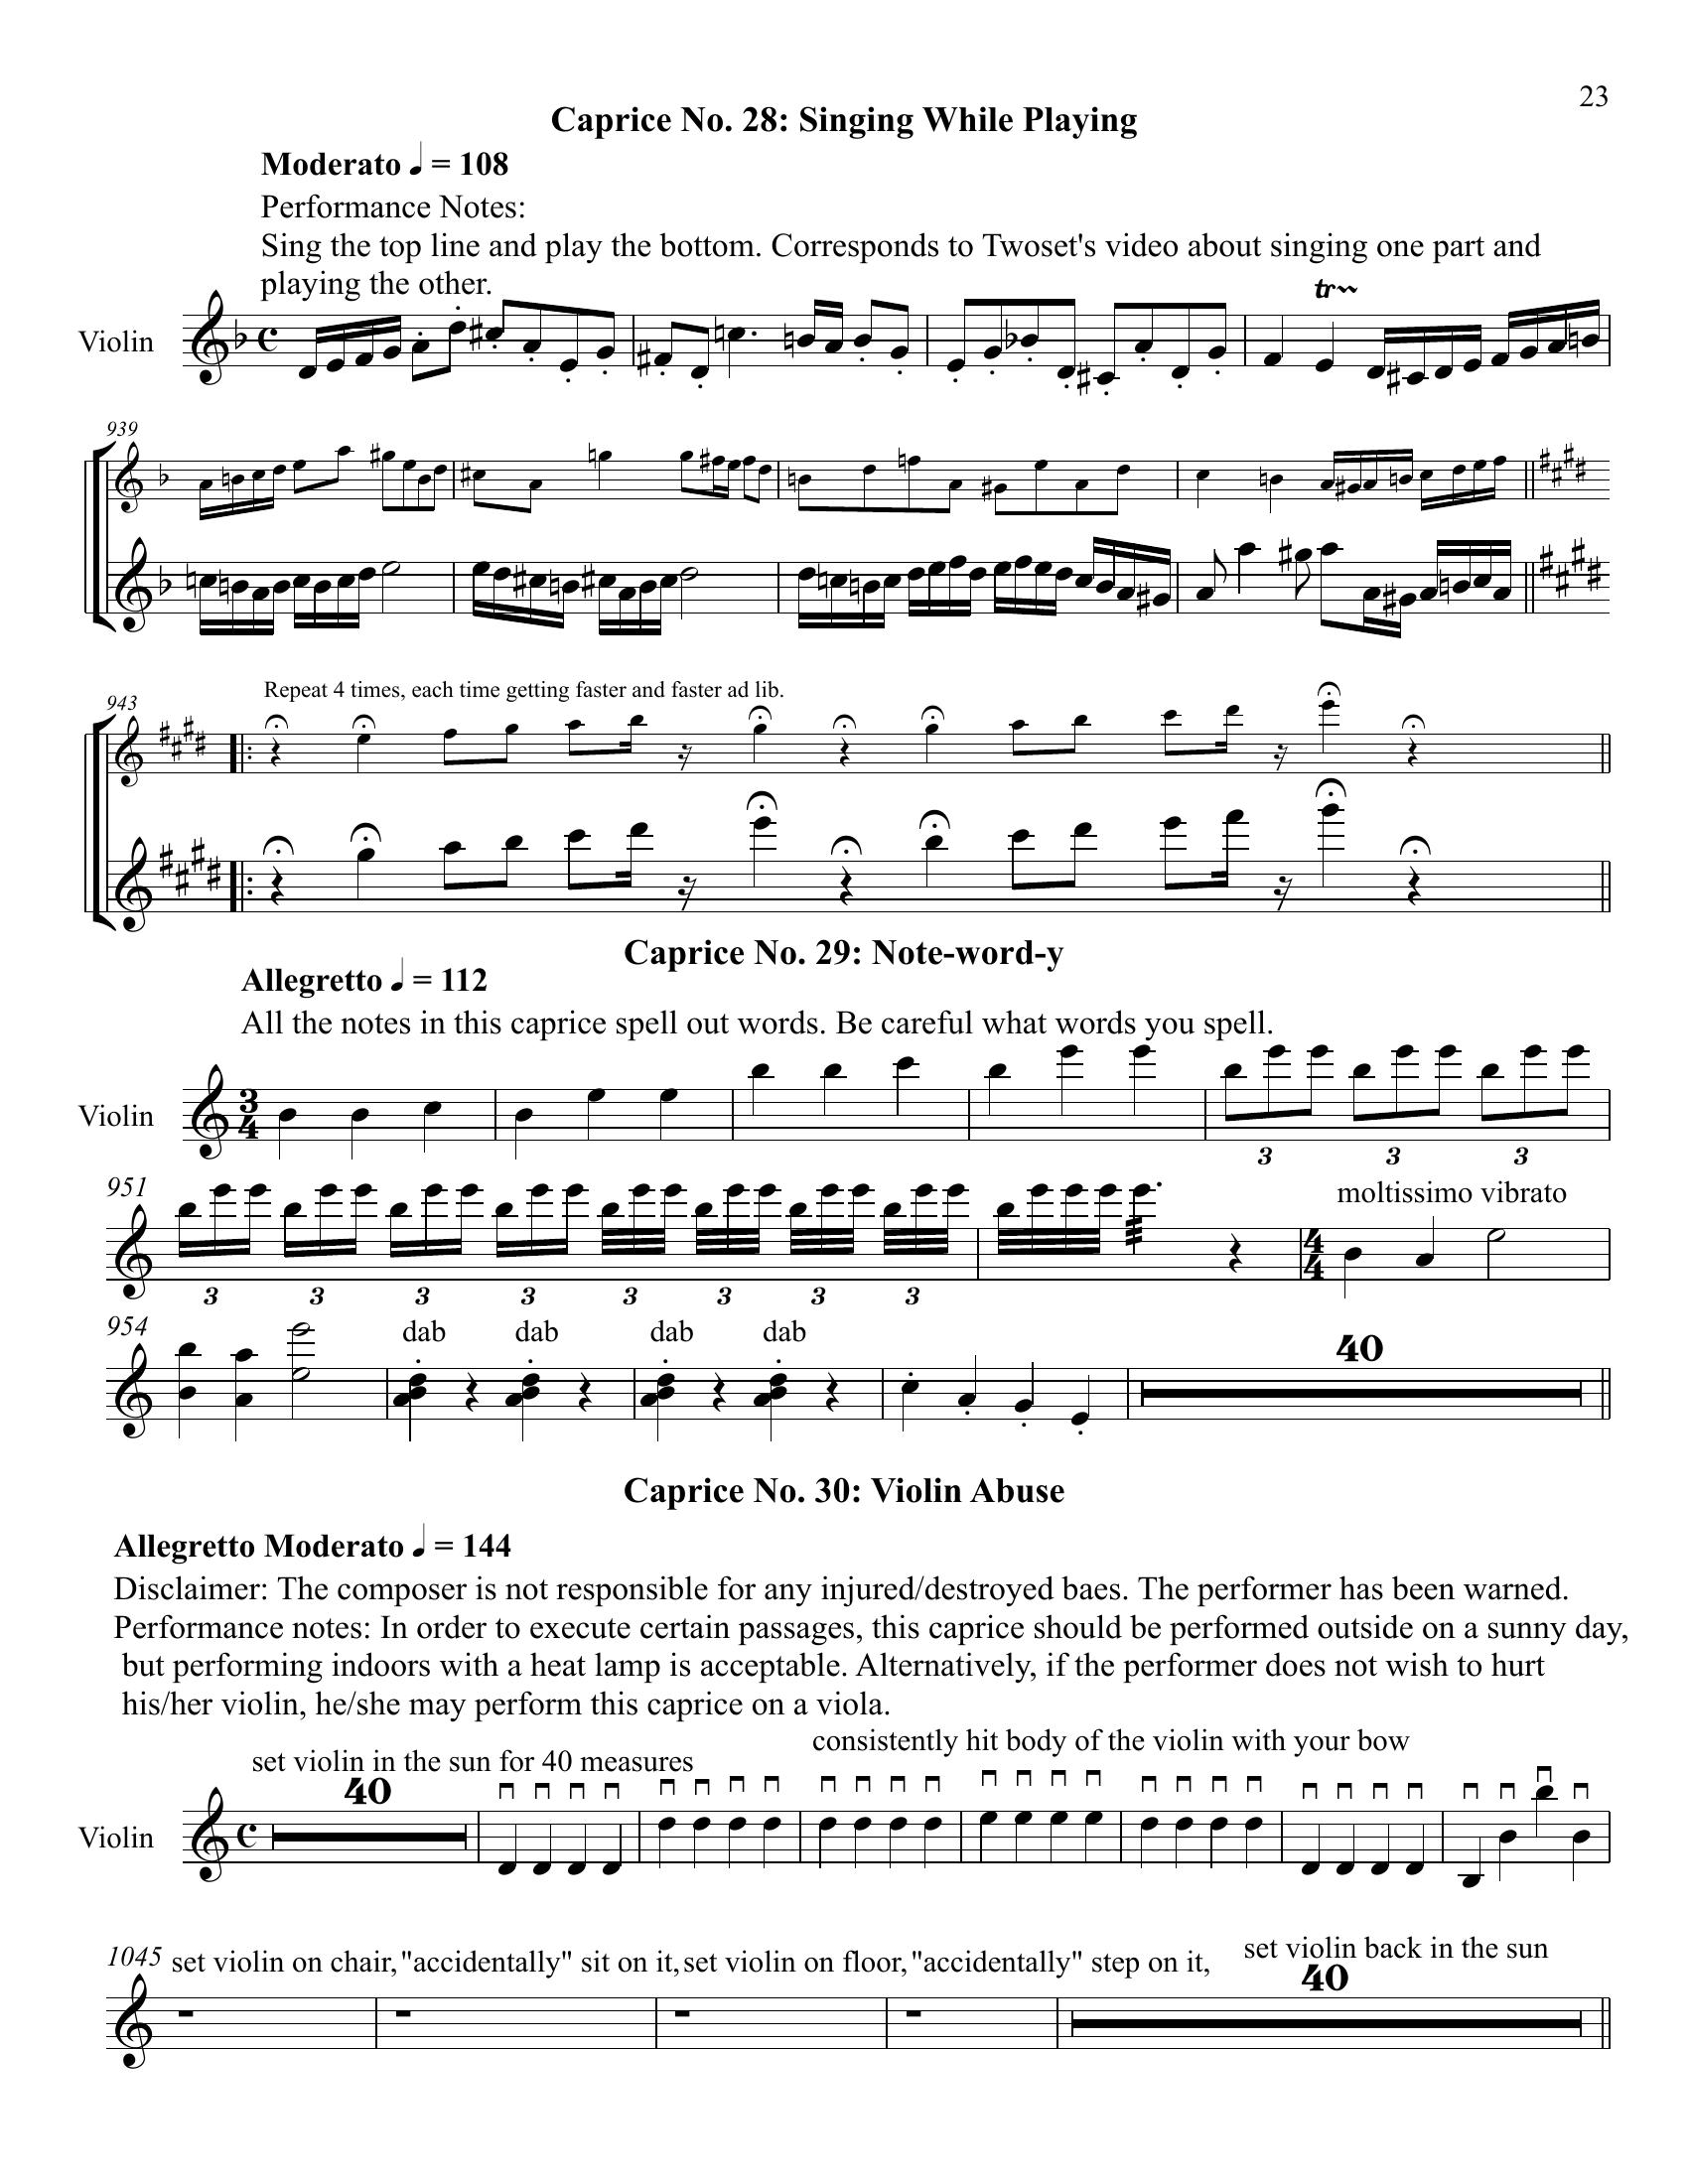 23
Caprice No. 28: Singing While Playing
Moderato ♩ = 108
Performance Notes:
Sing the top line and play the bottom. Corresponds to Twoset's video about singing one part and
playing the other.
Violin
939
943
Repeat 4 times, each time getting faster and faster ad lib.
Caprice No. 29: Note-word-y
Allegretto ♩ = 112
All the notes in this caprice spell out words. Be careful what words you spell.
Violin
3 4
3 3 3
951
moltissimo vibrato
4 4
3 3 3 3 3 3 3 3
954
dab dab dab dab
40
Caprice No. 30: Violin Abuse
Allegretto Moderato ♩ = 144
Disclaimer: The composer is not responsible for any injured/destroyed baes. The performer has been warned.
Performance notes: In order to execute certain passages, this caprice should be performed outside on a sunny day,
but performing indoors with a heat lamp is acceptable. Alternatively, if the performer does not wish to hurt
his/her violin, he/she may perform this caprice on a viola.
set violin in the sun for 40 measures
consistently hit body of the violin with your bow
40
Violin
1045
set violin on chair, "accidentally" sit on it, set violin on floor, "accidentally" step on it,
set violin back in the sun
40